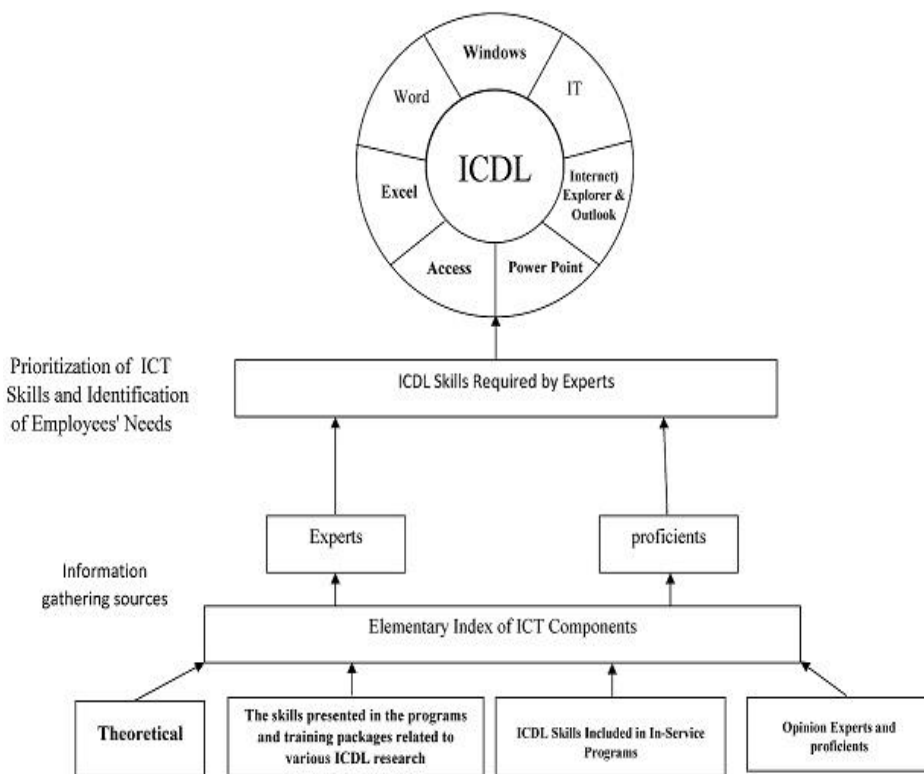 Windows
Word
IT
ICDL
Excel
Internet)
Explorer &
Outlook
Access
Power Point
Prioritization of ICT
Skills and Identification
of Employees' Needs
ICDL Skills Required by Experts
Experts
proficients
Information
gathering sources
Elementary Index of ICT Components
Theoretical
The skills presented in the programs
and training packages related to
various ICDL research
ICDL Skills Included in In-Service
Programs
Opinion Experts and
proficients